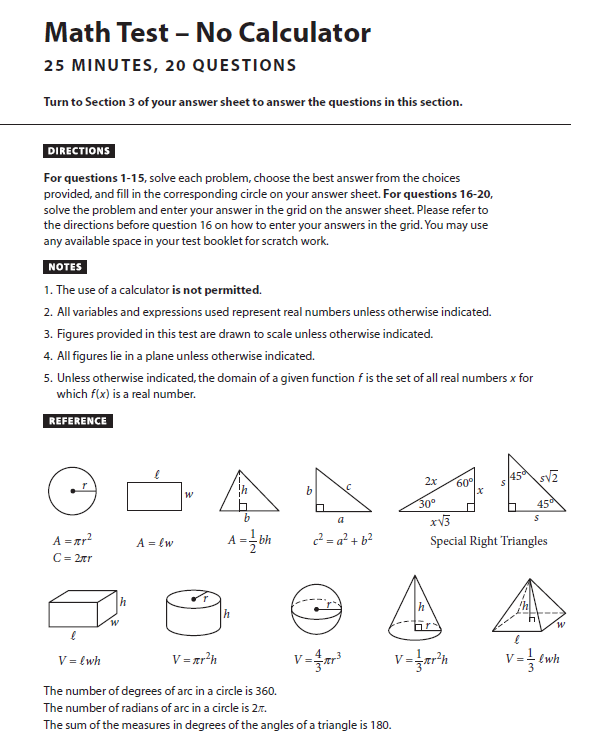 Math Test – No Calculator
25 MINUTES, 20 QUESTIONS
Turn to Section 3 of your answer sheet to answer the questions in this section.
DIRECTIONS
For questions 1-15, solve each problem, choose the best answer from the choices
provided, and fill in the corresponding circle on your answer sheet. For questions 16-20,
solve the problem and enter your answer in the grid on the answer sheet. Please refer to
the directions before question 16 on how to enter your answers in the grid. You may use
any available space in your test booklet for scratch work.
NOTES
1. The use of a calculator is not permitted.
2. All variables and expressions used represent real numbers unless otherwise indicated.
3. Figures provided in this test are drawn to scale unless otherwise indicated.
4. All figures lie in a plane unless otherwise indicated.
5. Unless otherwise indicated, the domain of a given function f is the set of all real numbers x for
which f(x) is a real number.
REFERENCE
r
ℓ
w
h
b
b
c
a
2x
60°
x
30°
x√3
s
45°
s√2
45°
s
A = πr²
C = 2πr
A = ℓw
A = 1/2 bh
c² = a² + b²
Special Right Triangles
h
w
ℓ
r
h
r
h
r
h
w
ℓ
V = ℓwh
V = πr²h
V = 4/3 πr³
V = 1/3 πr²h
V = 1/3 ℓwh
The number of degrees of arc in a circle is 360.
The number of radians of arc in a circle is 2π.
The sum of the measures in degrees of the angles of a triangle is 180.